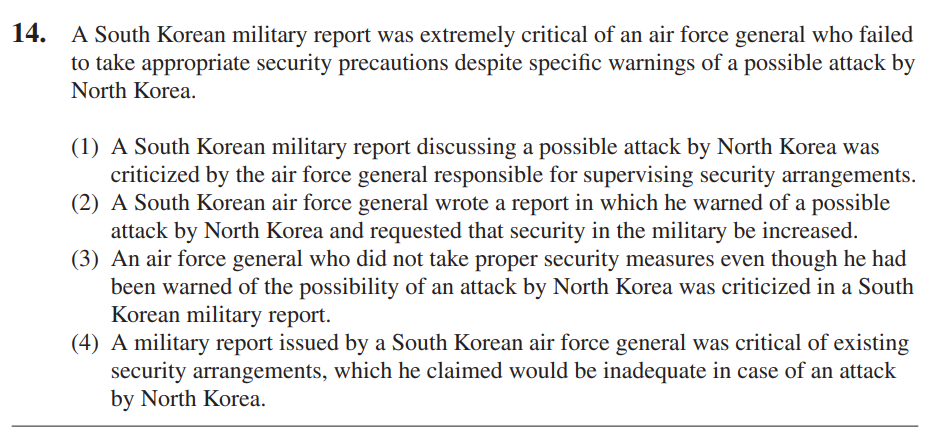 14. A South Korean military report was extremely critical of an air force general who failed
to take appropriate security precautions despite specific warnings of a possible attack by
North Korea.
(1) A South Korean military report discussing a possible attack by North Korea was
criticized by the air force general responsible for supervising security arrangements.
(2) A South Korean air force general wrote a report in which he warned of a possible
attack by North Korea and requested that security in the military be increased.
(3) An air force general who did not take proper security measures even though he had
been warned of the possibility of an attack by North Korea was criticized in a South
Korean military report.
(4) A military report issued by a South Korean air force general was critical of existing
security arrangements, which he claimed would be inadequate in case of an attack
by North Korea.